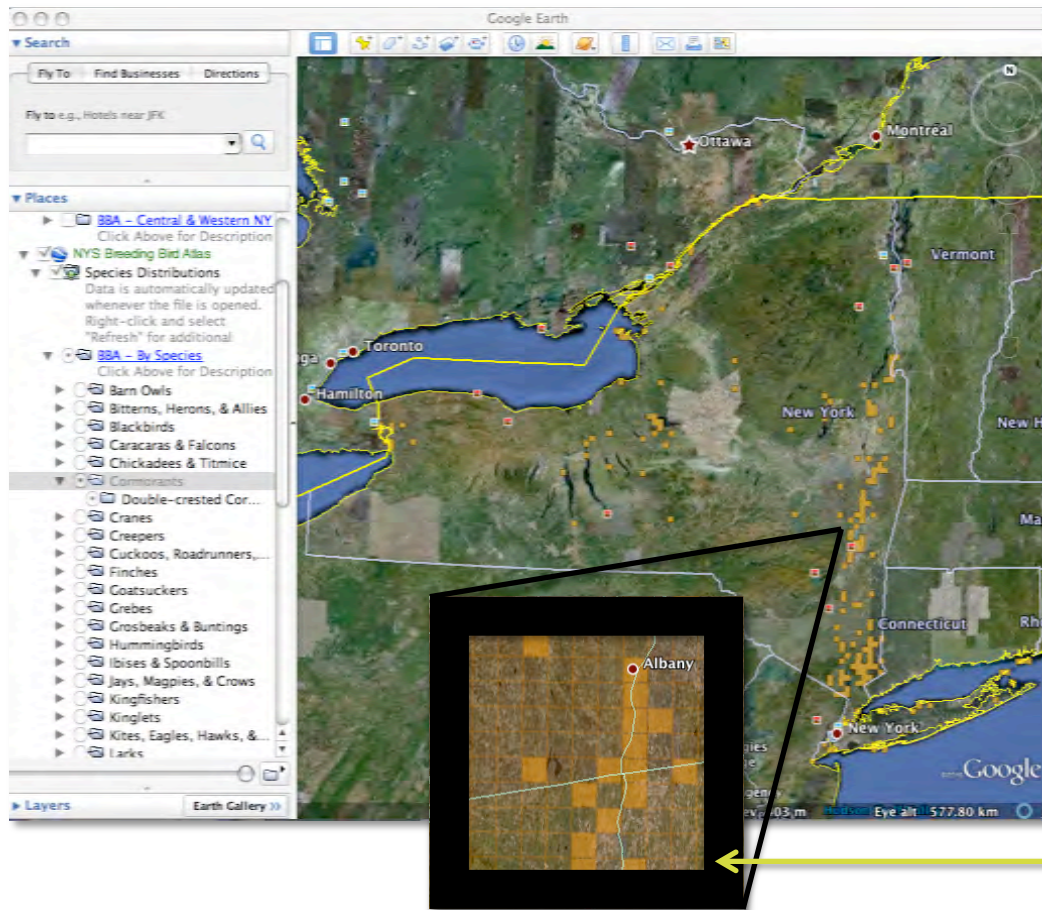 Google Earth
Search
Fly To
Find Businesses
Directions
Fly to e.g., Hotels near JFK
Places
BBA - Central & Western NY
Click Above for Description
NYS Breeding Bird Atlas
Species Distributions
Data is automatically updated
whenever the file is opened.
Right-click and select
"Refresh" for additional
BBA - By Species
Click Above for Description
Barn Owls
Bitterns, Herons, & Allies
Blackbirds
Caracaras & Falcons
Chickadees & Titmice
Cormorants
Double-crested Cor...
Cranes
Creepers
Cuckoos, Roadrunners,...
Finches
Goatsuckers
Grebes
Grosbeaks & Buntings
Hummingbirds
Ibises & Spoonbills
Jays, Magpies, & Crows
Kingfishers
Kinglets
Kites, Eagles, Hawks, &...
Larks
Layers
Earth Gallery >>
N
Ottawa
Montréal
Vermont
Toronto
Hamilton
New York
New H
Ma
Connecticut
Rh
New York
Albany
Google
Eye alt 577.80 km